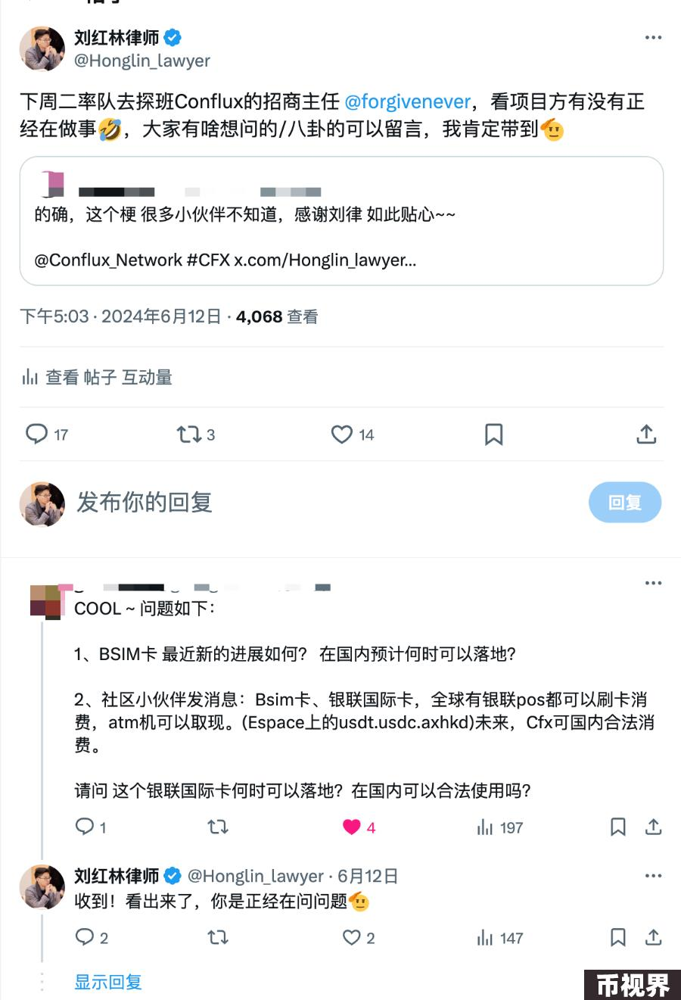 刘红林律师
@Honglin_lawyer
下周二率队去探班Conflux的招商主任 @forgivenever，看项目方有没有正
经在做事🤣，大家有啥想问的/八卦的可以留言，我肯定带到🫡
的确，这个梗 很多小伙伴不知道，感谢刘律 如此贴心~~
@Conflux_Network #CFX x.com/Honglin_lawyer...
下午5:03 · 2024年6月12日 · 4,068 查看
查看 帖子 互动量
17 3 14
发布你的回复
回复
COOL ~ 问题如下：
1、BSIM卡 最近新的进展如何？ 在国内预计何时可以落地？
2、社区小伙伴发消息：Bsim卡、银联国际卡，全球有银联pos都可以刷卡消
费，atm机可以取现。(Espace上的usdt.usdc.axhkd)未来，Cfx可国内合法消
费。
请问 这个银联国际卡何时可以落地？在国内可以合法使用吗？
1 4 197
刘红林律师 @Honglin_lawyer · 6月12日
收到！看出来了，你是正经在问问题🫡
2 2 147
显示回复
币视界